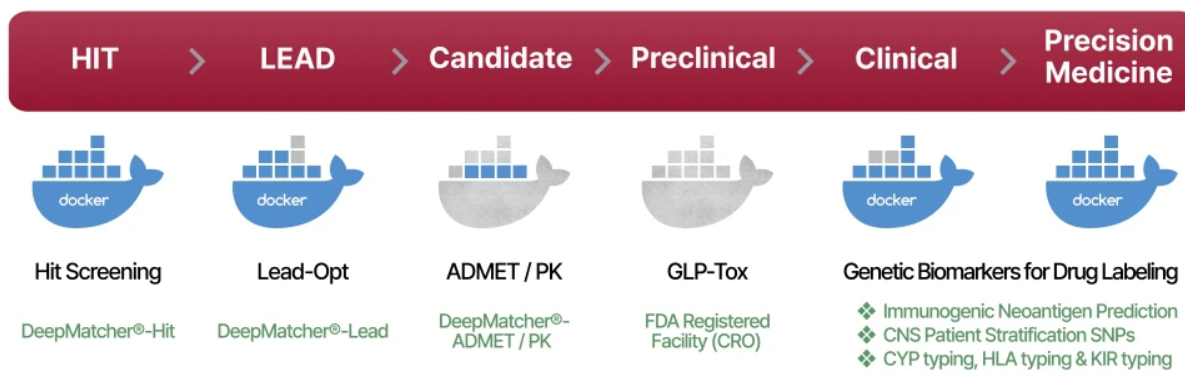 HIT
LEAD
Candidate
Preclinical
Clinical
Precision
Medicine
docker
docker
docker
docker
Hit Screening
Lead-Opt
ADMET / PK
GLP-Tox
Genetic Biomarkers for Drug Labeling
DeepMatcher®-Hit
DeepMatcher®-Lead
DeepMatcher®-
ADMET / PK
FDA Registered
Facility (CRO)
❖ Immunogenic Neoantigen Prediction
❖ CNS Patient Stratification SNPs
❖ CYP typing, HLA typing & KIR typing